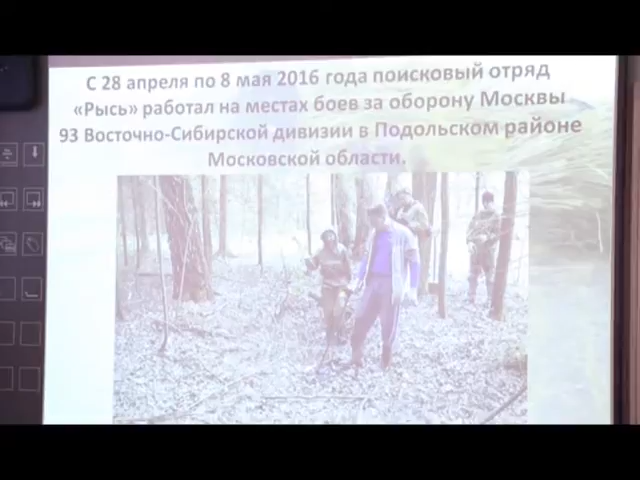 С 28 апреля по 8 мая 2016 года поисковый отряд
«Рысь» работал на местах боев за оборону Москвы
93 Восточно-Сибирской дивизии в Подольском районе
Московской области.